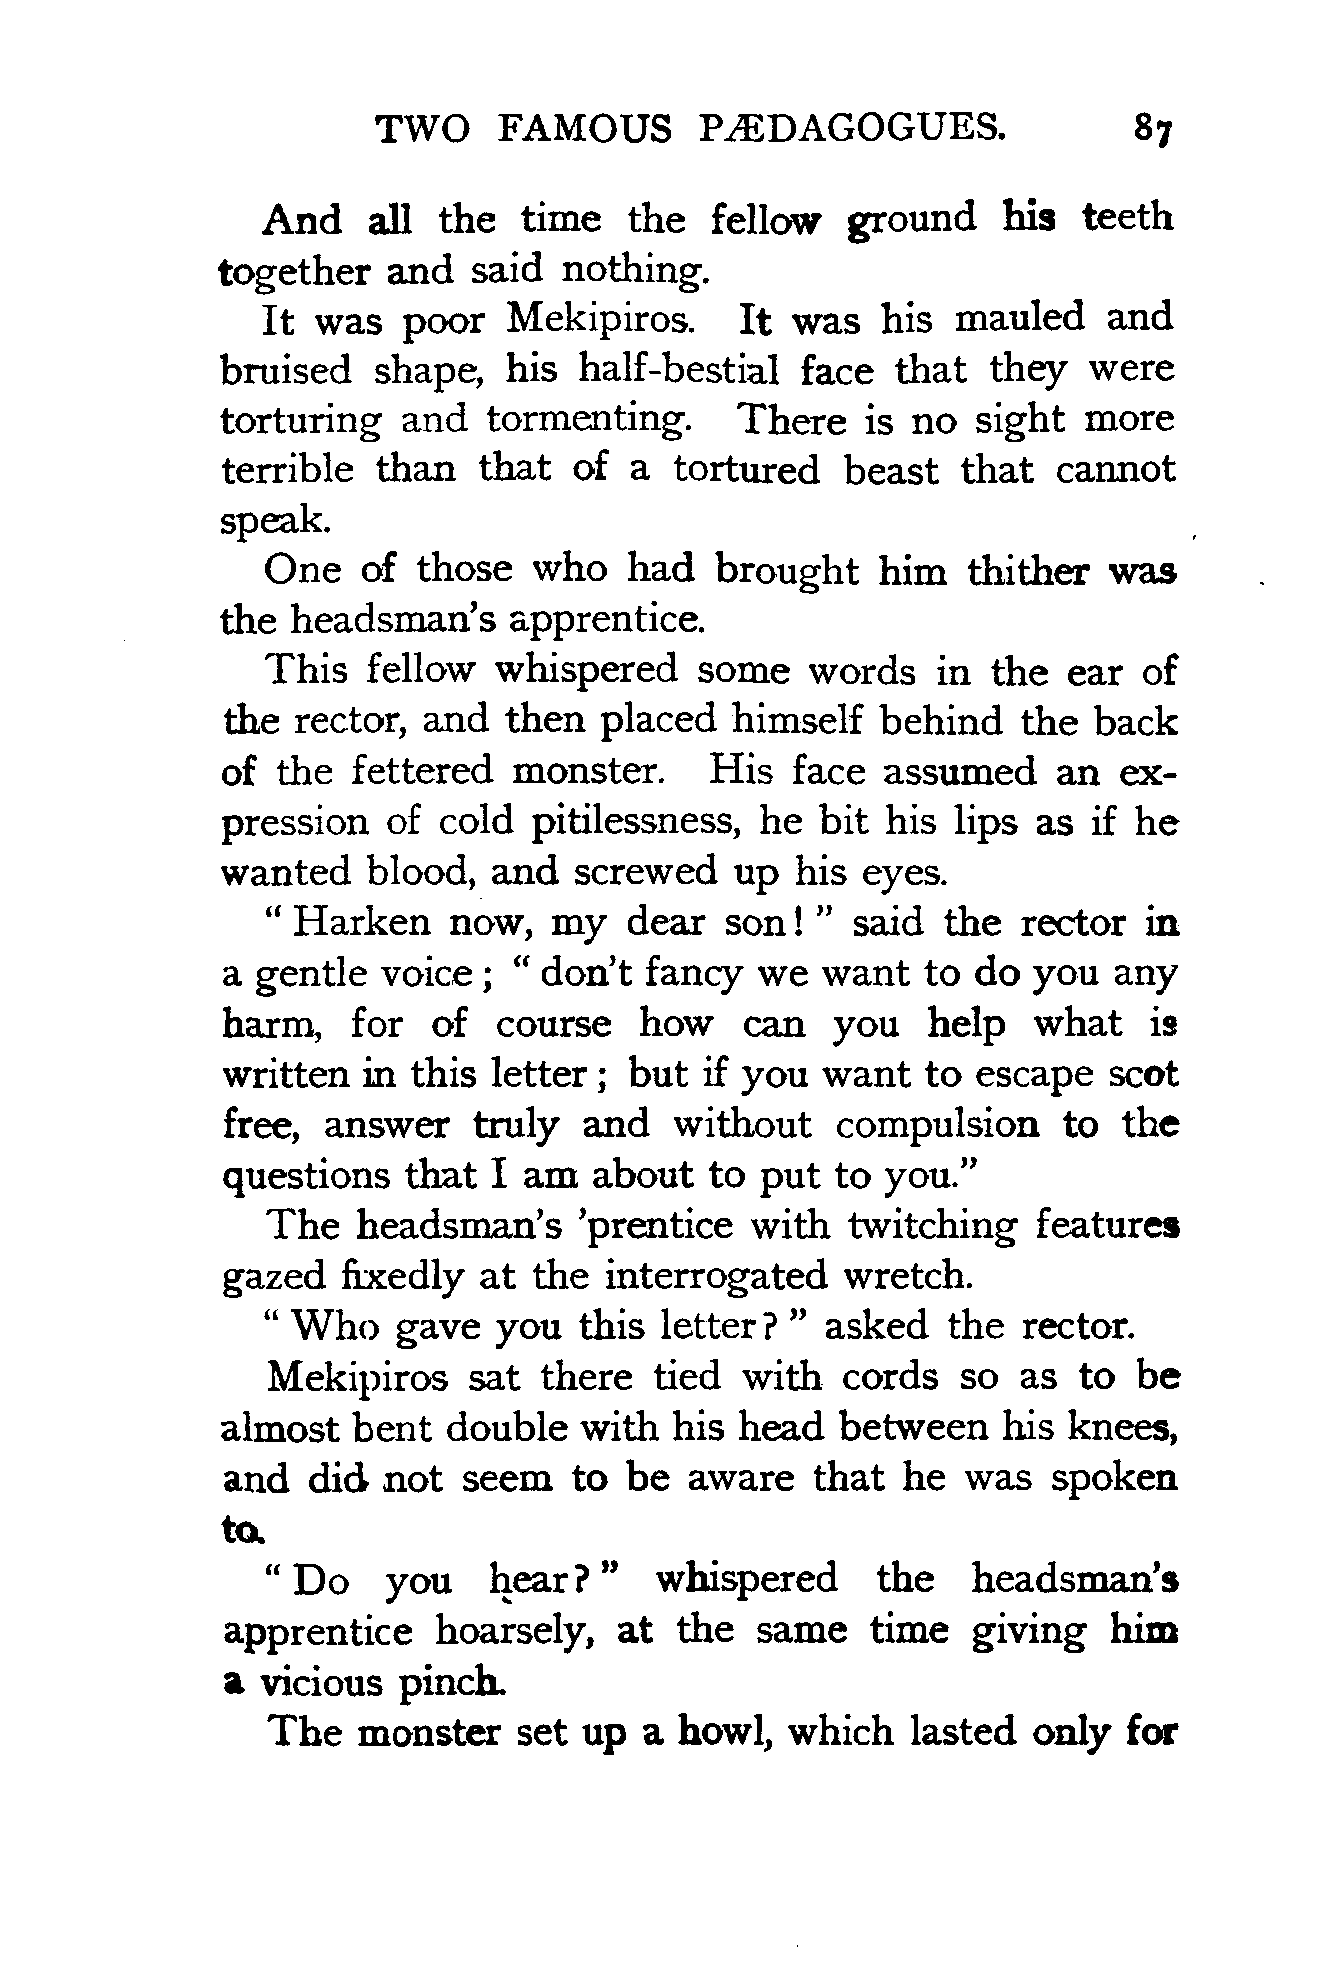 TWO FAMOUS PÆDAGOGUES. 87
And all the time the fellow ground his teeth
together and said nothing.
It was poor Mekipiros. It was his mauled and
bruised shape, his half-bestial face that they were
torturing and tormenting. There is no sight more
terrible than that of a tortured beast that cannot
speak.
One of those who had brought him thither was
the headsman's apprentice.
This fellow whispered some words in the ear of
the rector, and then placed himself behind the back
of the fettered monster. His face assumed an ex-
pression of cold pitilessness, he bit his lips as if he
wanted blood, and screwed up his eyes.
“ Harken now, my dear son! ” said the rector in
a gentle voice ; “ don't fancy we want to do you any
harm, for of course how can you help what is
written in this letter ; but if you want to escape scot
free, answer truly and without compulsion to the
questions that I am about to put to you.”
The headsman's 'prentice with twitching features
gazed fixedly at the interrogated wretch.
“ Who gave you this letter? ” asked the rector.
Mekipiros sat there tied with cords so as to be
almost bent double with his head between his knees,
and did not seem to be aware that he was spoken
to.
“ Do you hear? ” whispered the headsman's
apprentice hoarsely, at the same time giving him
a vicious pinch.
The monster set up a howl, which lasted only for